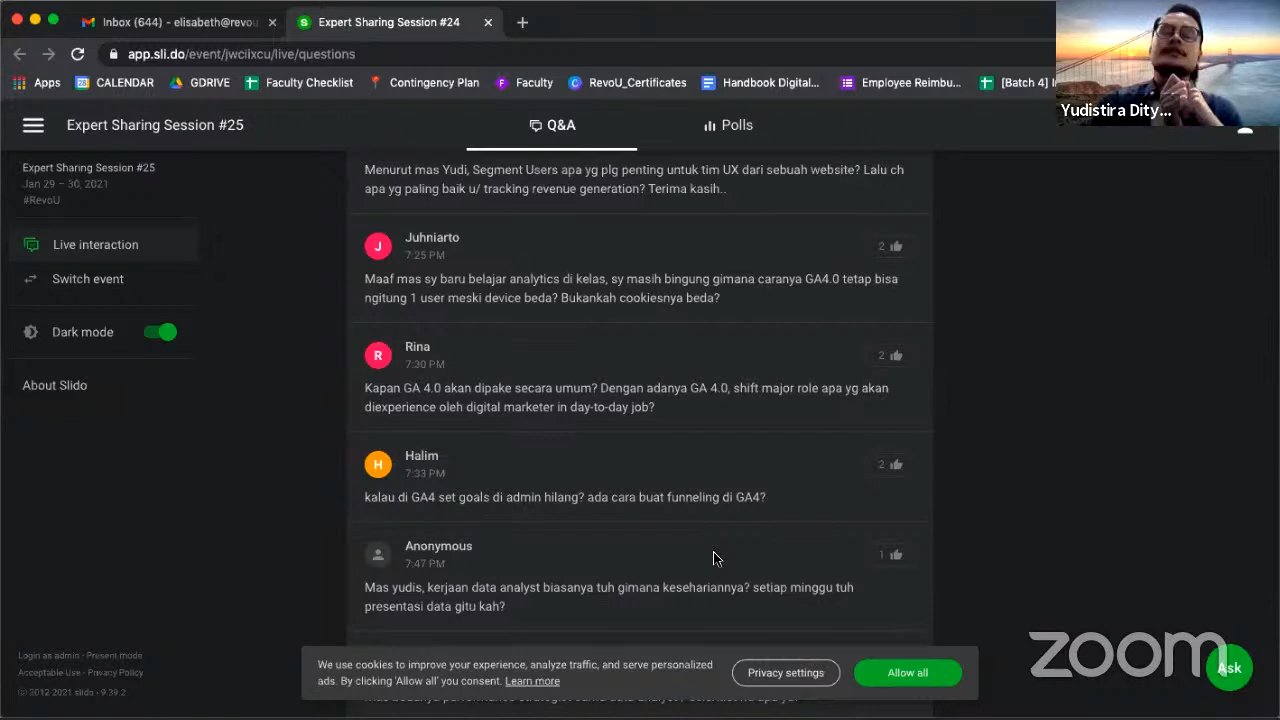 Inbox (644) - elisabeth@revou
Expert Sharing Session #24
app.sli.do/event/jwciixcu/live/questions
Apps
CALENDAR
GDRIVE
Faculty Checklist
Contingency Plan
Faculty
RevoU_Certificates
Handbook Digital...
Employee Reimbu...
[Batch 4] I
Yudistira Dity...
Expert Sharing Session #25
Q&A
Polls
Expert Sharing Session #25
Jan 29 – 30, 2021
#RevoU
Live interaction
Switch event
Dark mode
About Slido
Menurut mas Yudi, Segment Users apa yg plg penting untuk tim UX dari sebuah website? Lalu ch
apa yg paling baik u/ tracking revenue generation? Terima kasih..
J
Juhniarto
7:25 PM
2
Maaf mas sy baru belajar analytics di kelas, sy masih bingung gimana caranya GA4.0 tetap bisa
ngitung 1 user meski device beda? Bukankah cookiesnya beda?
R
Rina
7:30 PM
2
Kapan GA 4.0 akan dipake secara umum? Dengan adanya GA 4.0, shift major role apa yg akan
diexperience oleh digital marketer in day-to-day job?
H
Halim
7:33 PM
2
kalau di GA4 set goals di admin hilang? ada cara buat funneling di GA4?
Anonymous
7:47 PM
1
Mas yudis, kerjaan data analyst biasanya tuh gimana kesehariannya? setiap minggu tuh
presentasi data gitu kah?
Login as admin - Present mode
Acceptable Use - Privacy Policy
© 2012-2021 slido - 9.39.2
We use cookies to improve your experience, analyze traffic, and serve personalized
ads. By clicking 'Allow all' you consent. Learn more
Privacy settings
Allow all
zoom
Ask